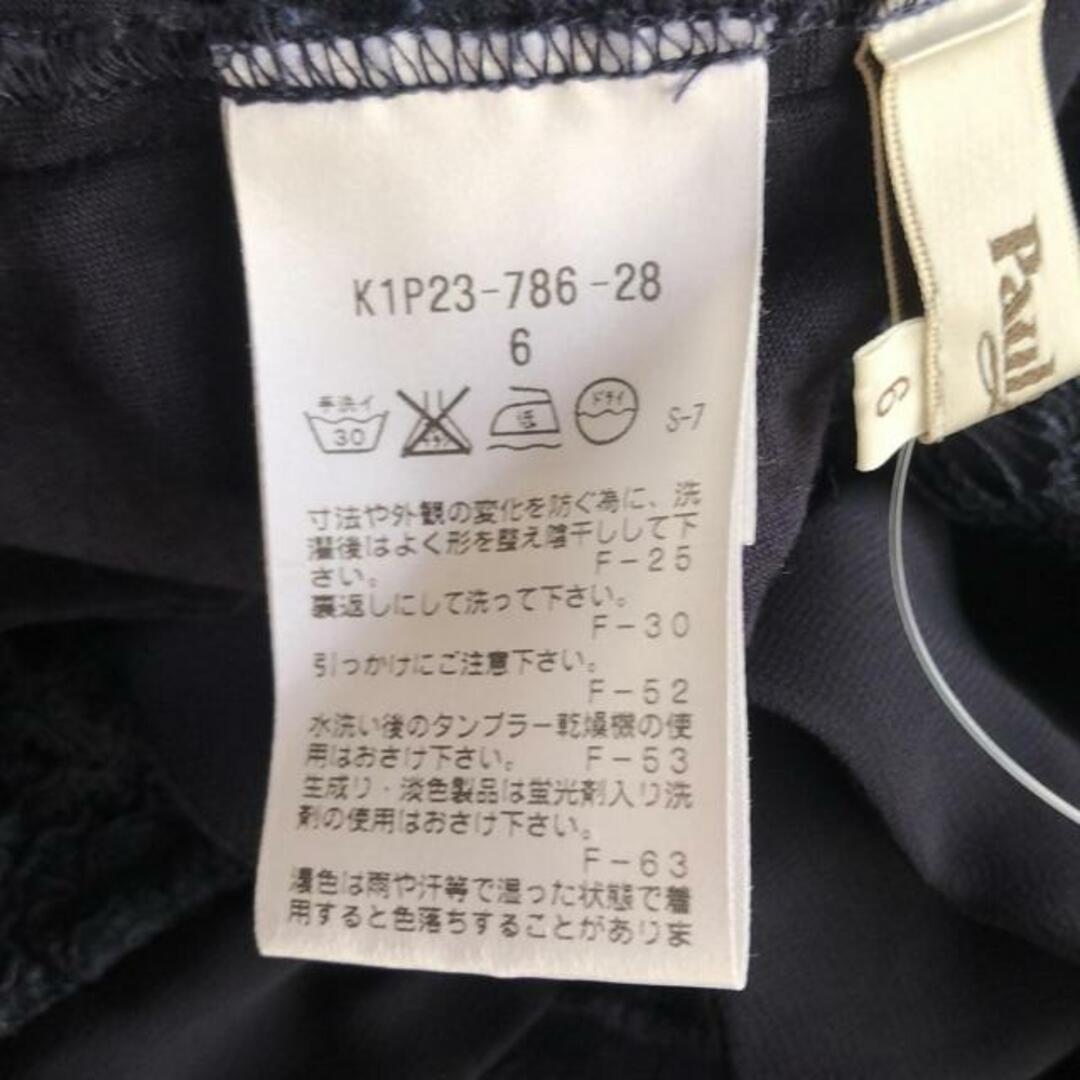 K1P23-786-28
6
手洗イ
30
ドライ
S-7
寸法や外観の変化を防ぐ為に、洗
濯後はよく形を整え陰干しして下
さい。 F-25
裏返しにして洗って下さい。
F-30
引っかけにご注意下さい。
F-52
水洗い後のタンブラー乾燥機の使
用はおさけ下さい。 F-53
生成り・淡色製品は蛍光剤入り洗
剤の使用はおさけ下さい。
F-63
濃色は雨や汗等で湿った状態で着
用すると色落ちすることがありま
Paul
6